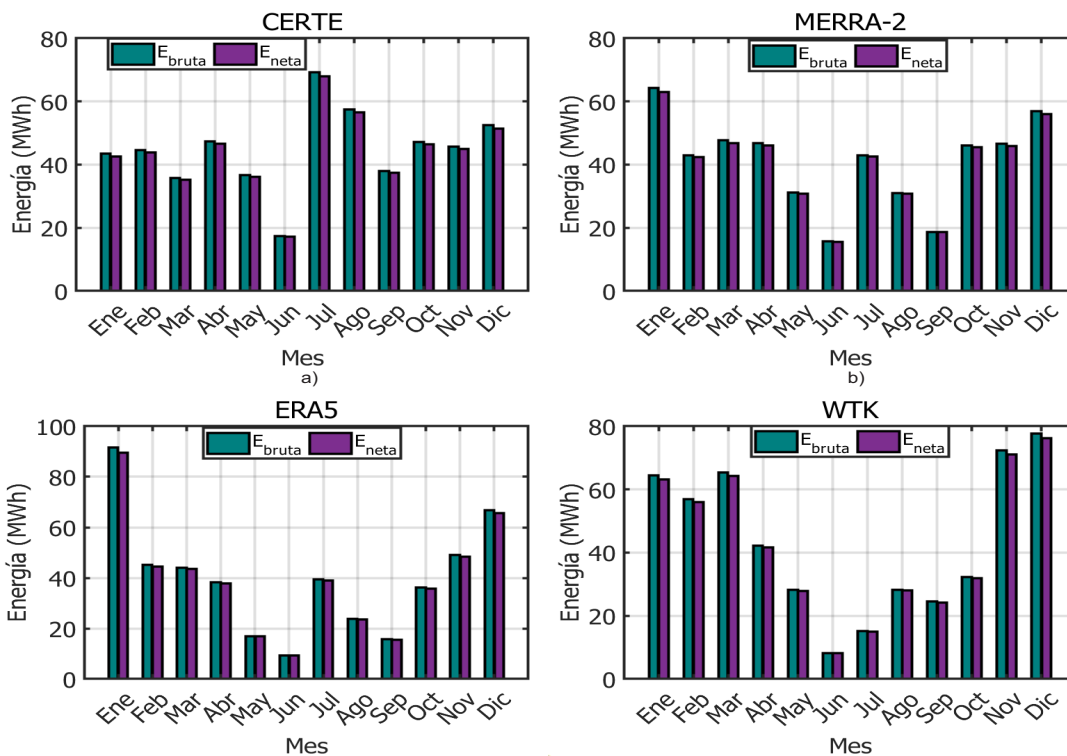 CERTE
E_bruta E_neta
Energía (MWh)
80
60
40
20
0
Ene Feb Mar Abr May Jun Jul Ago Sep Oct Nov Dic
Mes
a)
MERRA-2
E_bruta E_neta
Energía (MWh)
80
60
40
20
0
Ene Feb Mar Abr May Jun Jul Ago Sep Oct Nov Dic
Mes
b)
ERA5
E_bruta E_neta
Energía (MWh)
100
80
60
40
20
0
Ene Feb Mar Abr May Jun Jul Ago Sep Oct Nov Dic
Mes
WTK
E_bruta E_neta
Energía (MWh)
80
60
40
20
0
Ene Feb Mar Abr May Jun Jul Ago Sep Oct Nov Dic
Mes